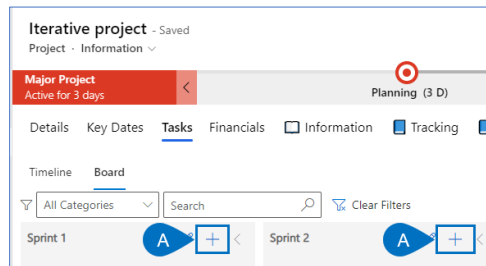 Iterative project - Saved
Project · Information
Major Project
Active for 3 days
Planning (3 D)
Details Key Dates Tasks Financials Information Tracking
Timeline Board
All Categories Search Clear Filters
Sprint 1 A Sprint 2 A